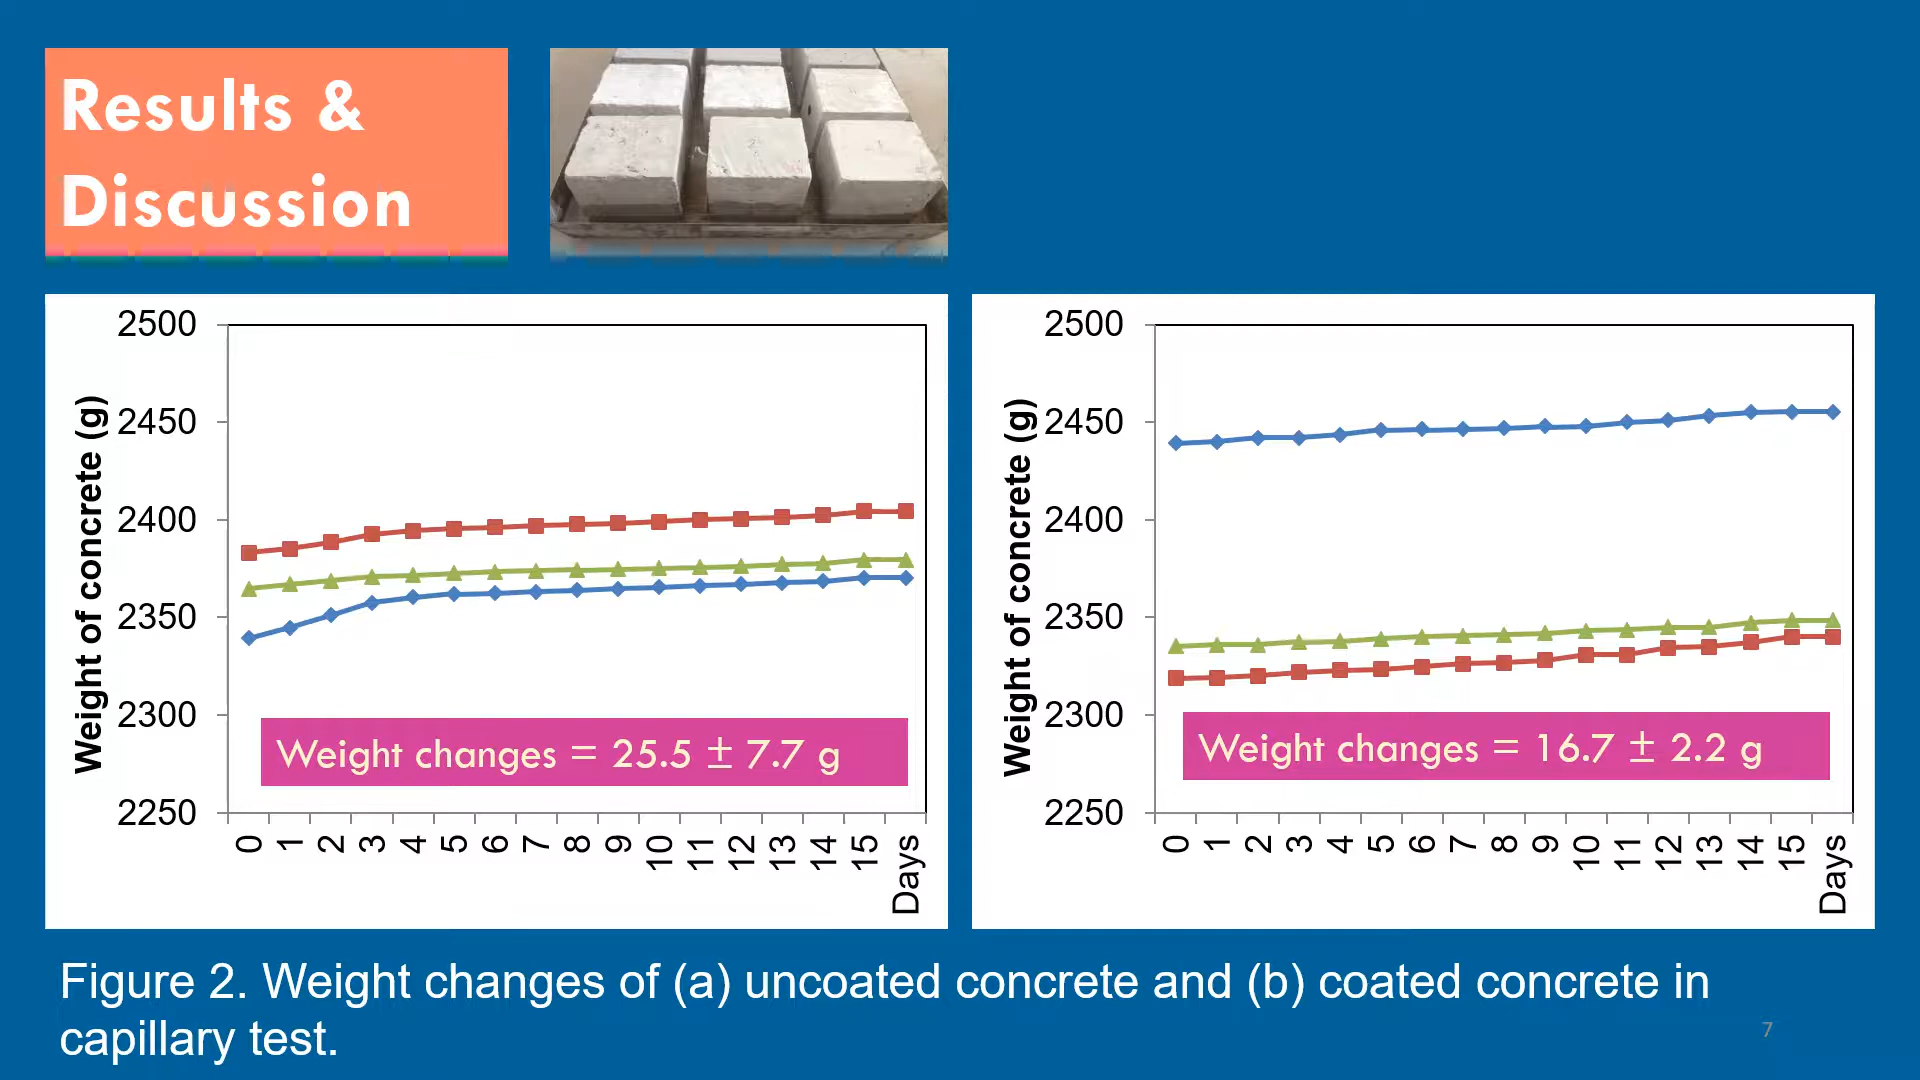 Results &
Discussion
2500
2450
2400
2350
2300
2250
Weight of concrete (g)
Weight changes = 25.5 ± 7.7 g
0 1 2 3 4 5 6 7 8 9 10 11 12 13 14 15 Days
2500
2450
2400
2350
2300
2250
Weight of concrete (g)
Weight changes = 16.7 ± 2.2 g
0 1 2 3 4 5 6 7 8 9 10 11 12 13 14 15 Days
Figure 2. Weight changes of (a) uncoated concrete and (b) coated concrete in
capillary test.
7